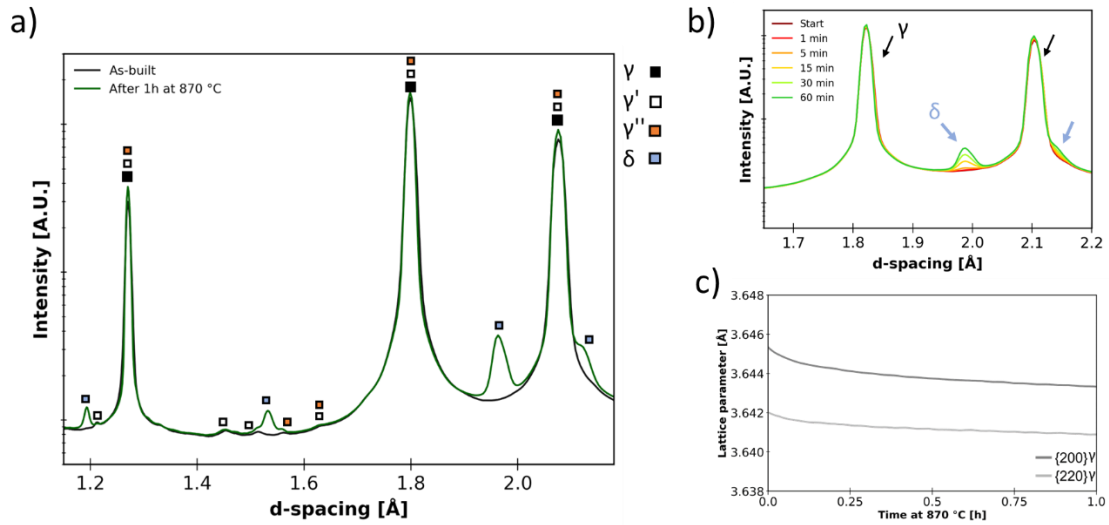 a)
As-built
After 1h at 870 °C
Intensity [A.U.]
1.2
1.4
1.6
1.8
2.0
d-spacing [Å]
γ
γ'
γ''
δ
b)
Start
1 min
5 min
15 min
30 min
60 min
γ
δ
Intensity [A.U.]
1.7
1.8
1.9
2.0
2.1
2.2
d-spacing [Å]
c)
Lattice parameter [Å]
3.648
3.646
3.644
3.642
3.640
3.638
{200}γ
{220}γ
0.0
0.25
0.5
0.75
1.0
Time at 870 °C [h]